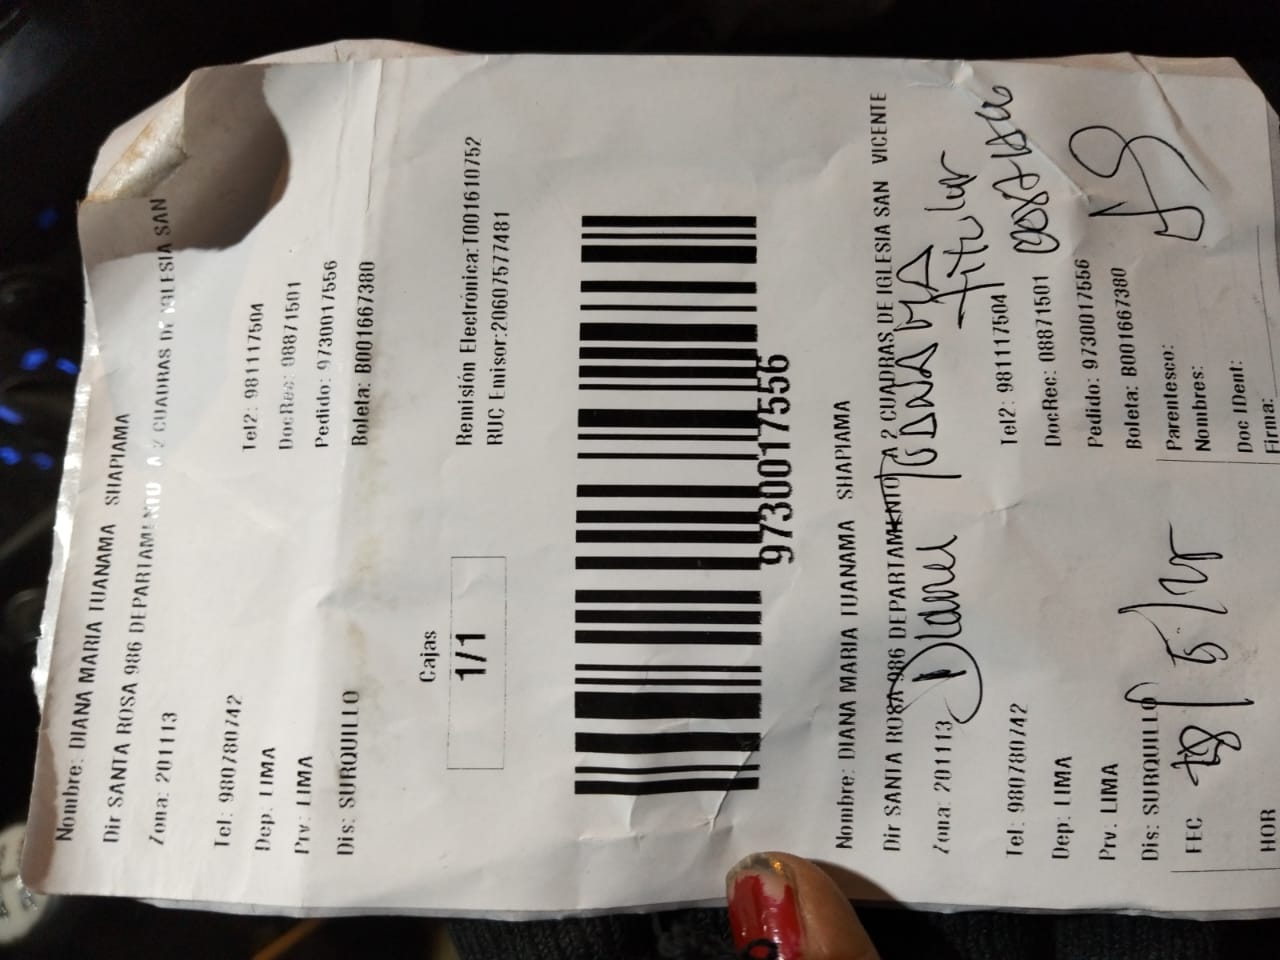 Nombre: DIANA MARIA TUANAMA SHAPIAMA
Dir SANTA ROSA 986 DEPARTAMENTO A 2 CUADRAS DE IGLESIA SAN
Zona: 201113
Tel: 980780742 Tel2: 981117504
Dep: LIMA DocRec: 08871501
Prv: LIMA Pedido: 9730017556
Dis: SURQUILLO Boleta: B001667380
Cajas
1/1
Remisión Electrónica:T001610752
RUC Emisor:20607577481
9730017556
Nombre: DIANA MARIA TUANAMA SHAPIAMA
Dir SANTA ROSA 986 DEPARTAMENTO A 2 CUADRAS DE IGLESIA SAN VICENTE
Zona: 201113
TUANAMA
Titular
Tel: 980780742 Tel2: 981117504
Dep: LIMA DocRec: 08871501
Prv: LIMA Pedido: 9730017556
Dis: SURQUILLO Boleta: B001667380
FEC
Parentesco:
Nombres:
HOR
Doc IDent:
Firma: